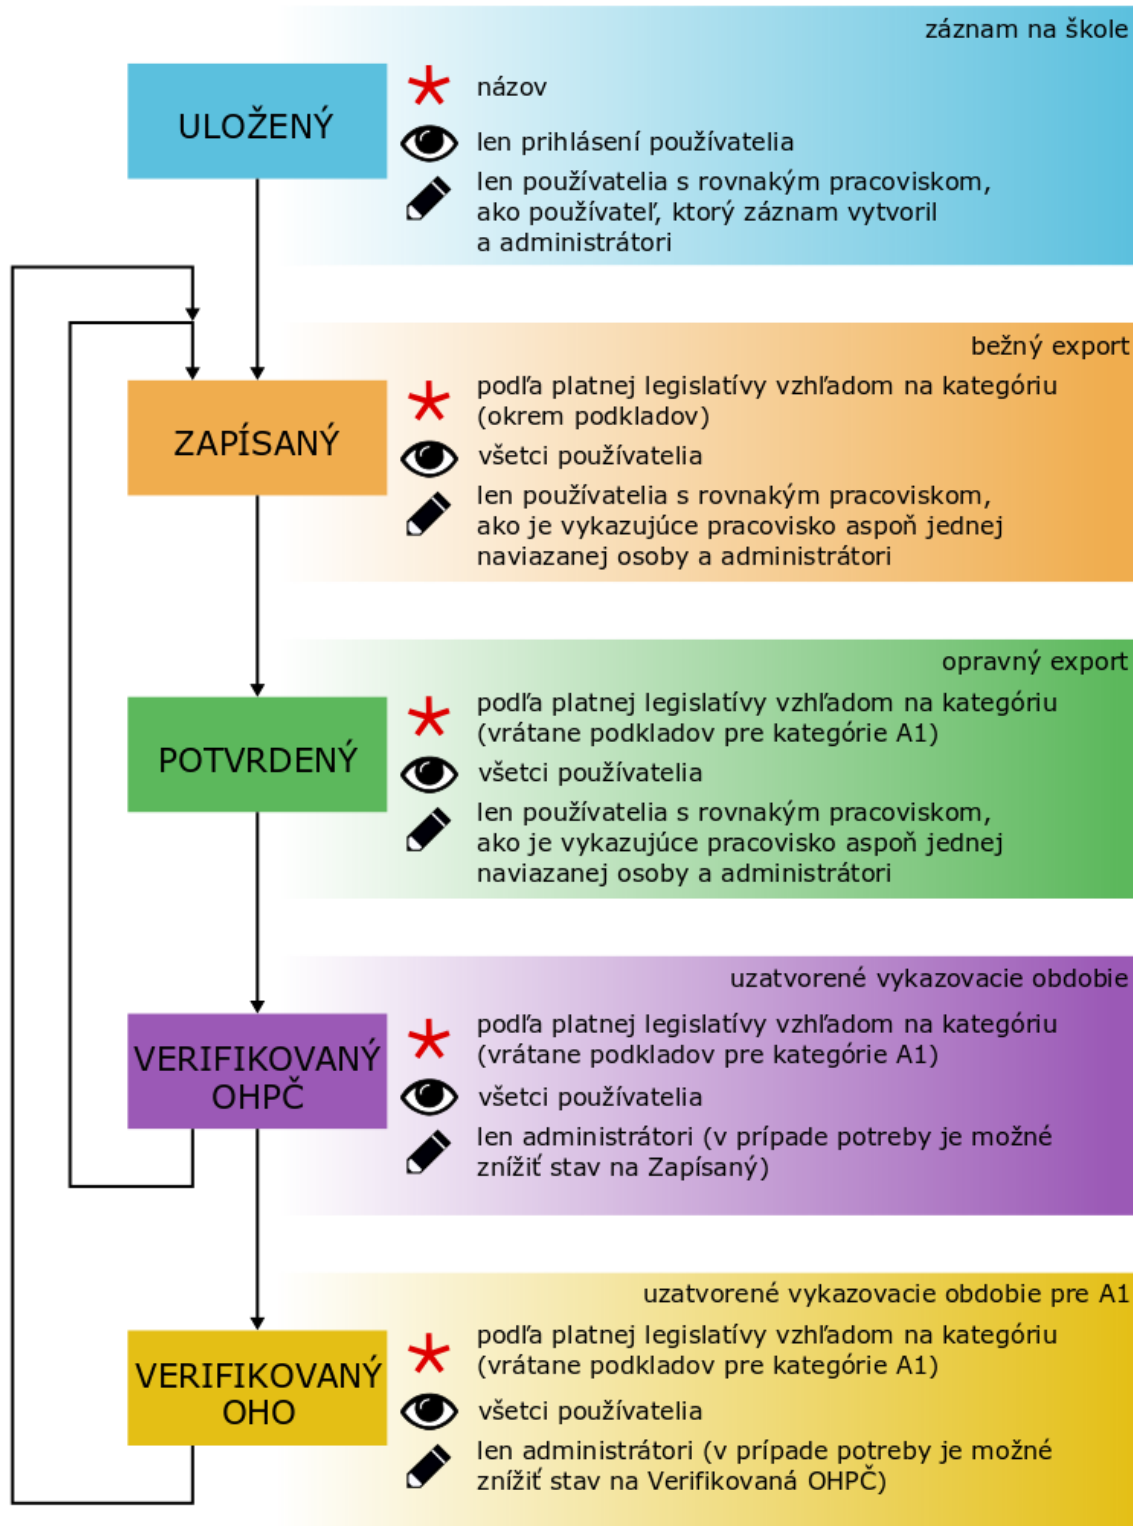 záznam na škole
ULOŽENÝ
názov
len prihlásení používatelia
len používatelia s rovnakým pracoviskom,
ako používateľ, ktorý záznam vytvoril
a administrátori
bežný export
ZAPÍSANÝ
podľa platnej legislatívy vzhľadom na kategóriu
(okrem podkladov)
všetci používatelia
len používatelia s rovnakým pracoviskom,
ako je vykazujúce pracovisko aspoň jednej
naviazanej osoby a administrátori
opravný export
POTVRDENÝ
podľa platnej legislatívy vzhľadom na kategóriu
(vrátane podkladov pre kategórie A1)
všetci používatelia
len používatelia s rovnakým pracoviskom,
ako je vykazujúce pracovisko aspoň jednej
naviazanej osoby a administrátori
uzatvorené vykazovacie obdobie
VERIFIKOVANÝ
OHPČ
podľa platnej legislatívy vzhľadom na kategóriu
(vrátane podkladov pre kategórie A1)
všetci používatelia
len administrátori (v prípade potreby je možné
znížiť stav na Zapísaný)
uzatvorené vykazovacie obdobie pre A1
VERIFIKOVANÝ
OHO
podľa platnej legislatívy vzhľadom na kategóriu
(vrátane podkladov pre kategórie A1)
všetci používatelia
len administrátori (v prípade potreby je možné
znížiť stav na Verifikovaná OHPČ)